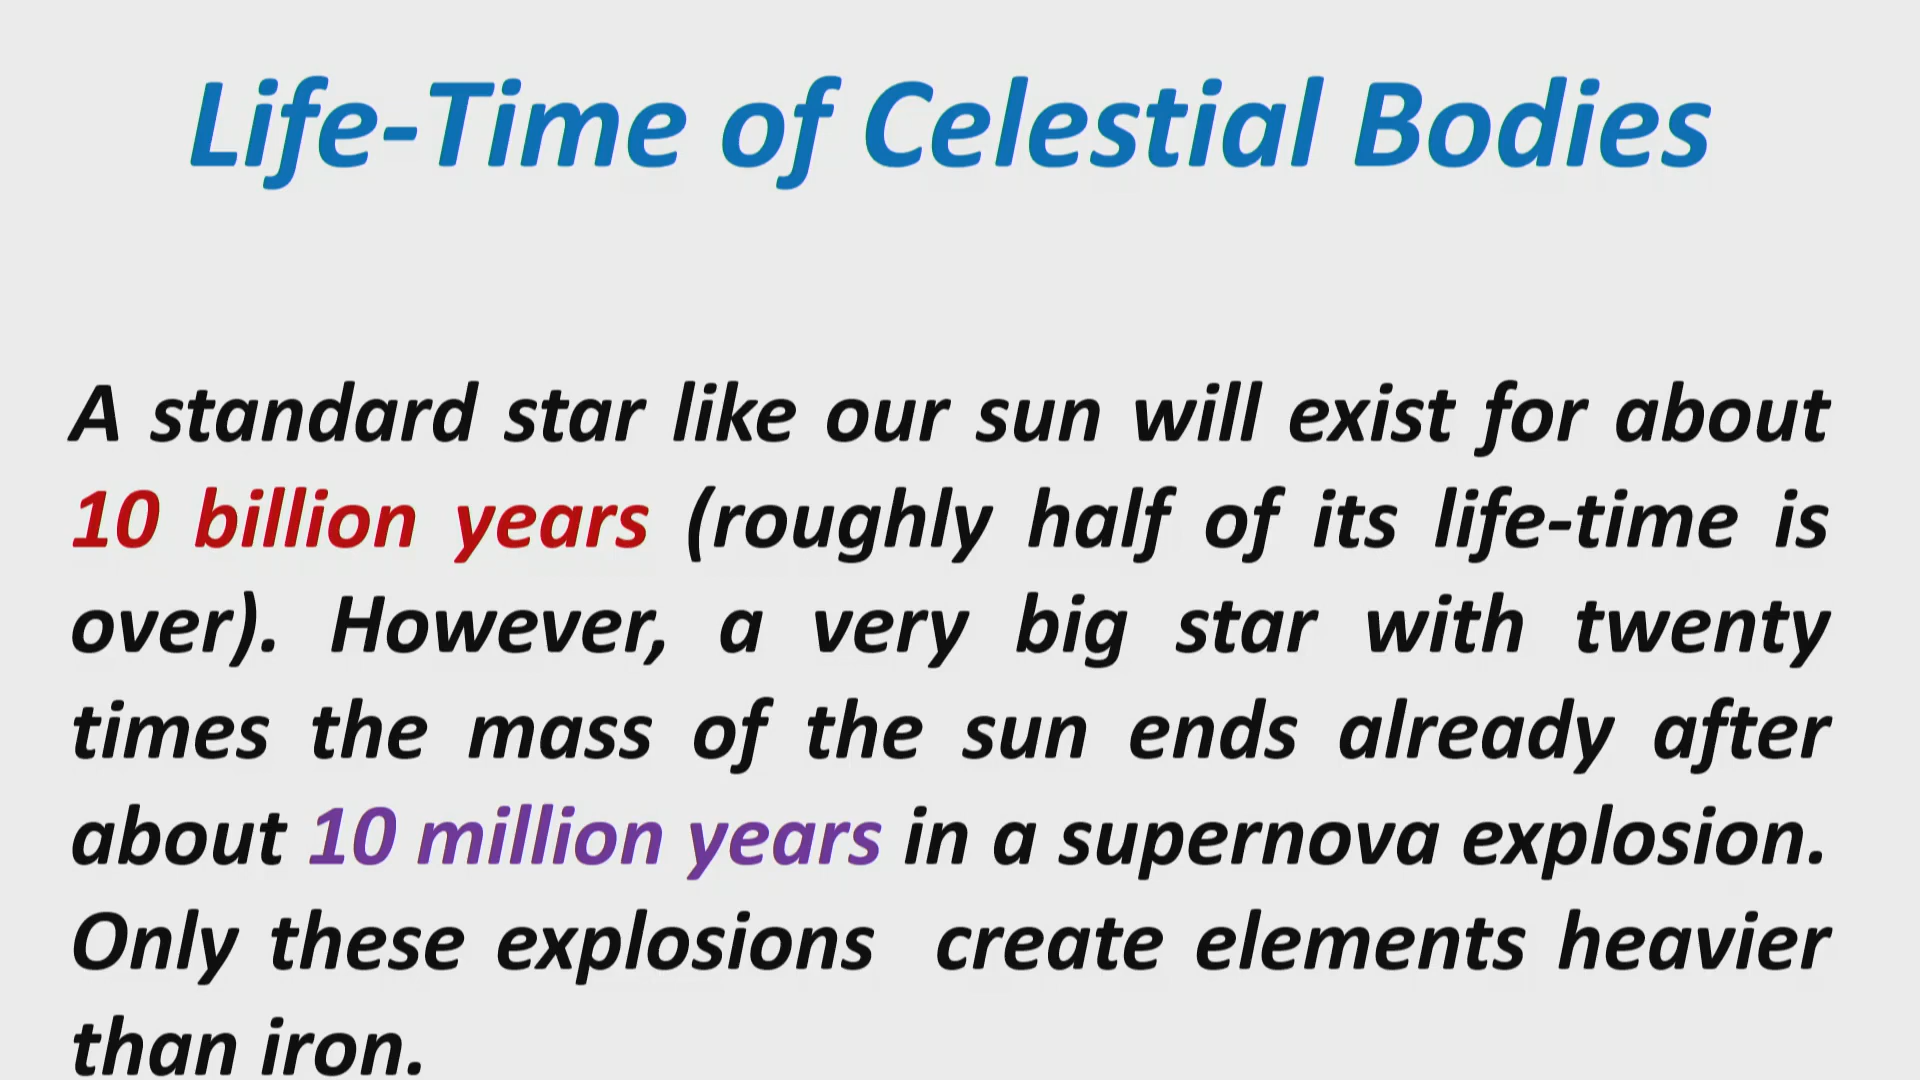 Life-Time of Celestial Bodies
A standard star like our sun will exist for about
10 billion years (roughly half of its life-time is
over). However, a very big star with twenty
times the mass of the sun ends already after
about 10 million years in a supernova explosion.
Only these explosions create elements heavier
than iron.